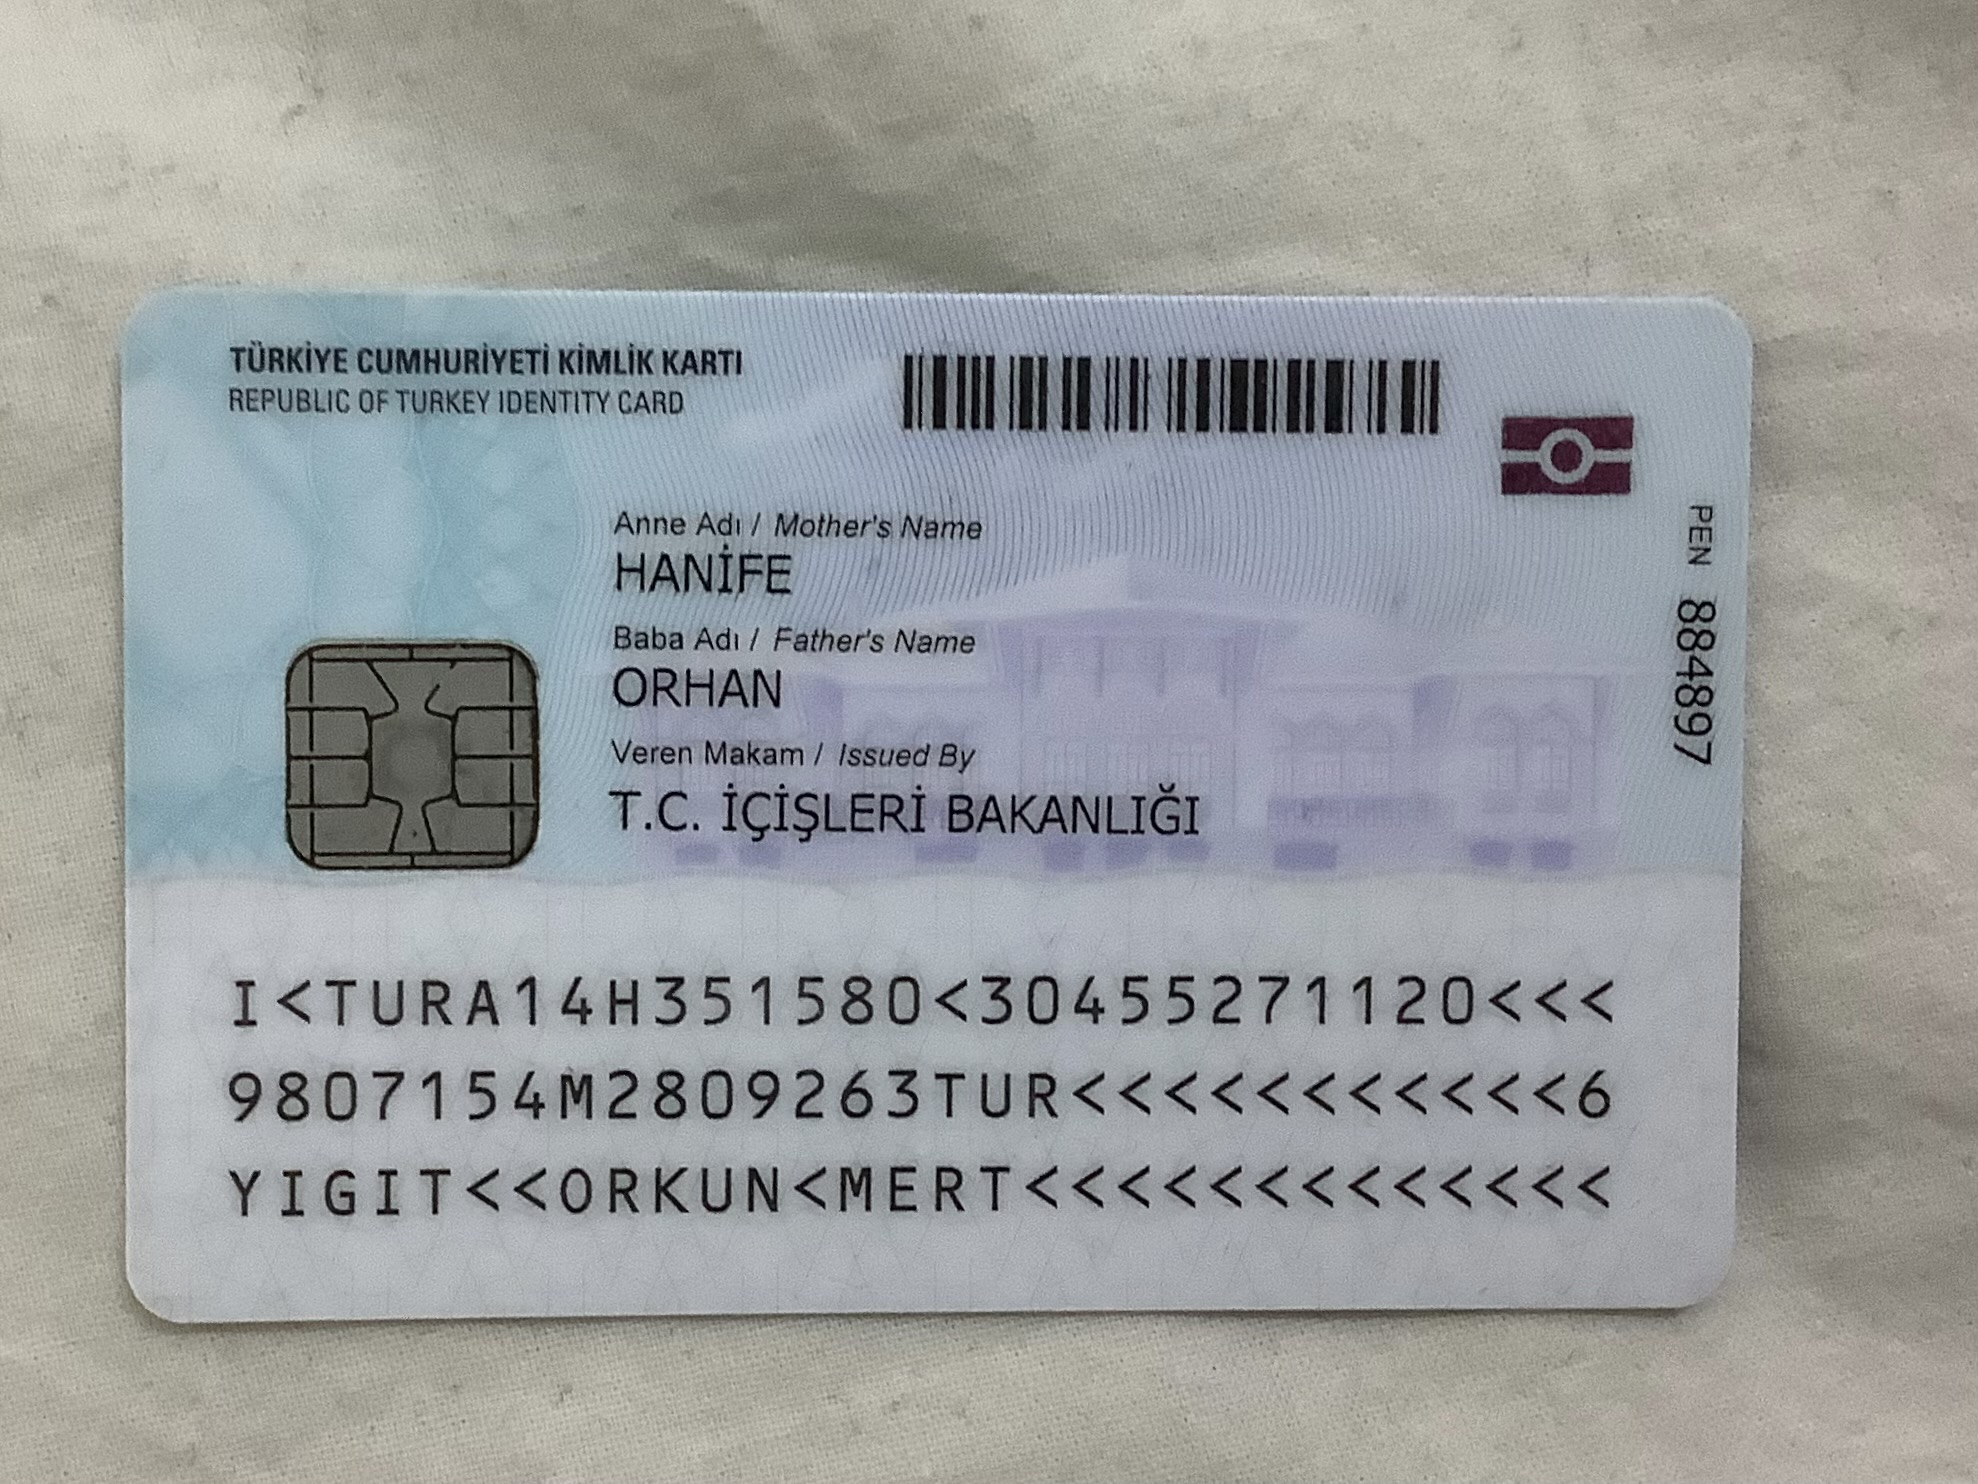 TÜRKİYE CUMHURİYETİ KİMLİK KARTI
REPUBLIC OF TURKEY IDENTITY CARD
Anne Adı / Mother's Name
HANİFE
Baba Adı / Father's Name
ORHAN
Veren Makam / Issued By
T.C. İÇİŞLERİ BAKANLIĞI
PEN 884897
I<TURA14H351580<30455271120<<<
9807154M2809263TUR<<<<<<<<<<<6
YIGIT<<ORKUN<MERT<<<<<<<<<<<<<